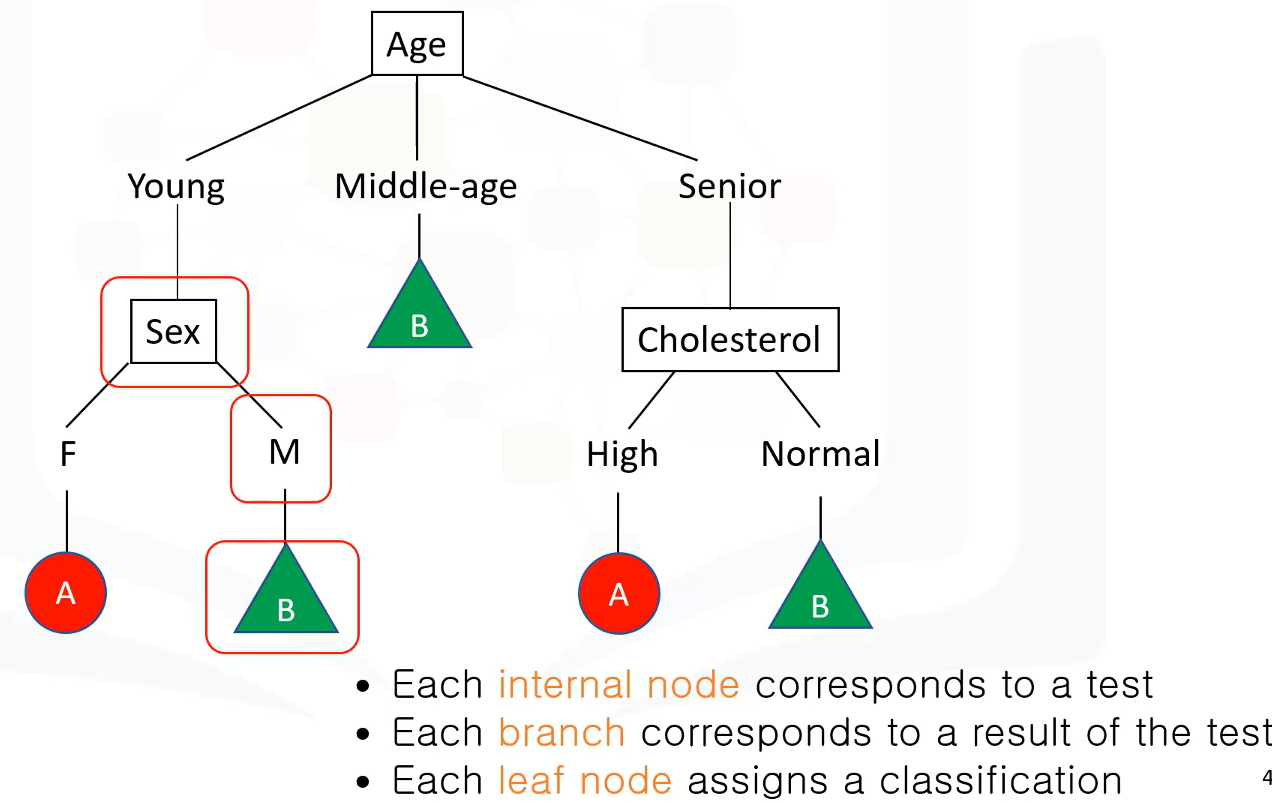 Age
Young Middle-age Senior
Sex B Cholesterol
F M High Normal
A B A B
• Each internal node corresponds to a test
• Each branch corresponds to a result of the test
• Each leaf node assigns a classification
4